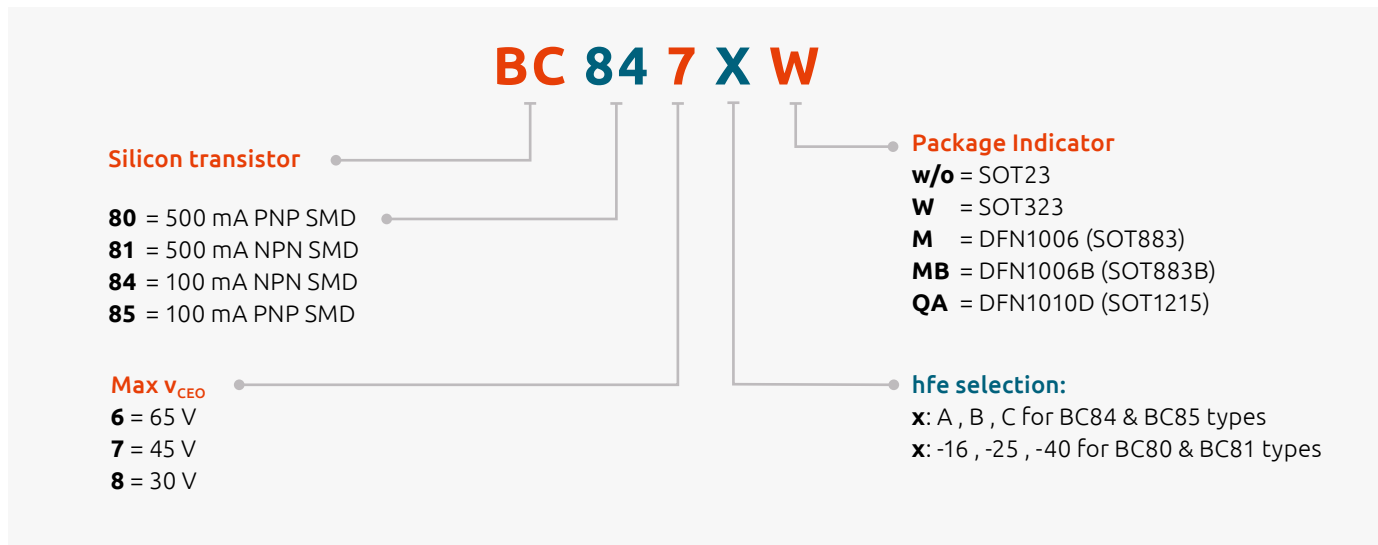 BC 84 7 X W
Silicon transistor
80 = 500 mA PNP SMD
81 = 500 mA NPN SMD
84 = 100 mA NPN SMD
85 = 100 mA PNP SMD
Max vCEO
6 = 65 V
7 = 45 V
8 = 30 V
Package Indicator
w/o = SOT23
W = SOT323
M = DFN1006 (SOT883)
MB = DFN1006B (SOT883B)
QA = DFN1010D (SOT1215)
hfe selection:
x: A , B , C for BC84 & BC85 types
x: -16 , -25 , -40 for BC80 & BC81 types